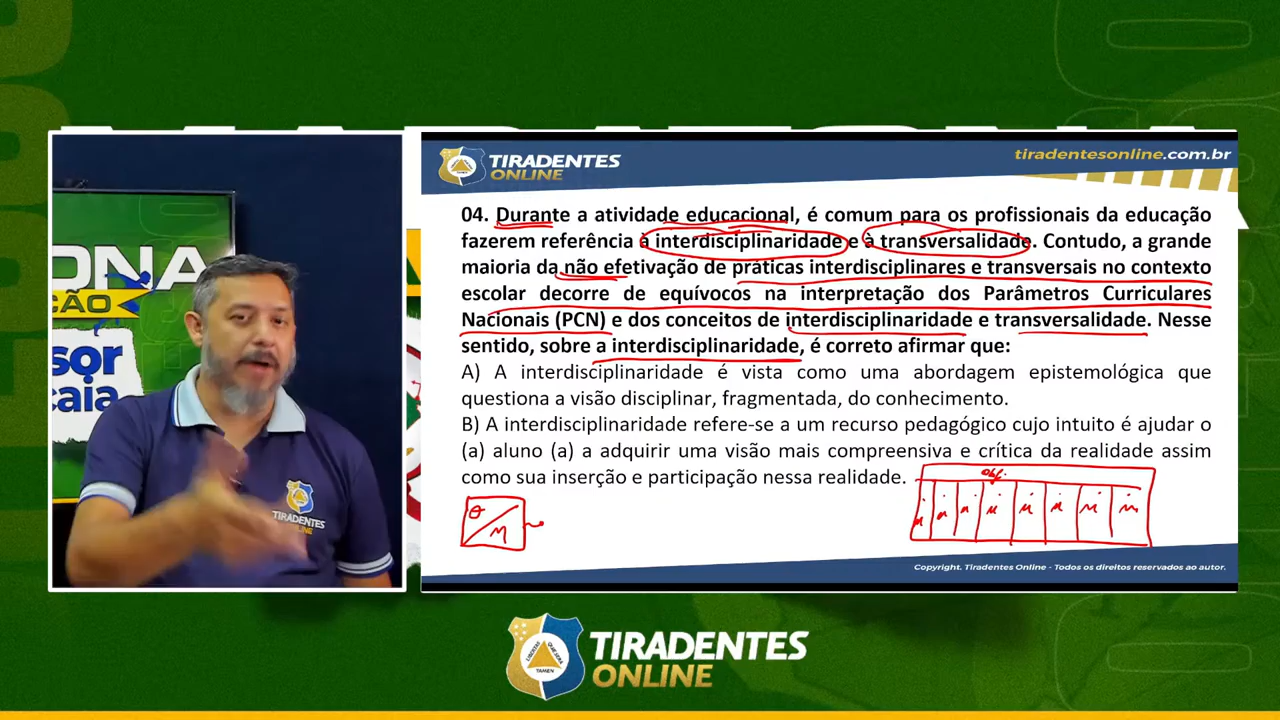 TIRADENTES
ONLINE
tiradentesonline.com.br
04. Durante a atividade educacional, é comum para os profissionais da educação
fazerem referência à interdisciplinaridade e à transversalidade. Contudo, a grande
maioria da não efetivação de práticas interdisciplinares e transversais no contexto
escolar decorre de equívocos na interpretação dos Parâmetros Curriculares
Nacionais (PCN) e dos conceitos de interdisciplinaridade e transversalidade. Nesse
sentido, sobre a interdisciplinaridade, é correto afirmar que:
A) A interdisciplinaridade é vista como uma abordagem epistemológica que
questiona a visão disciplinar, fragmentada, do conhecimento.
B) A interdisciplinaridade refere-se a um recurso pedagógico cujo intuito é ajudar o
(a) aluno (a) a adquirir uma visão mais compreensiva e crítica da realidade assim
como sua inserção e participação nessa realidade.
Copyright. Tiradentes Online - Todos os direitos reservados ao autor.
ONA
ÇÃO
sor
caia
TIRADENTES
ONLINE
TIRADENTES
ONLINE